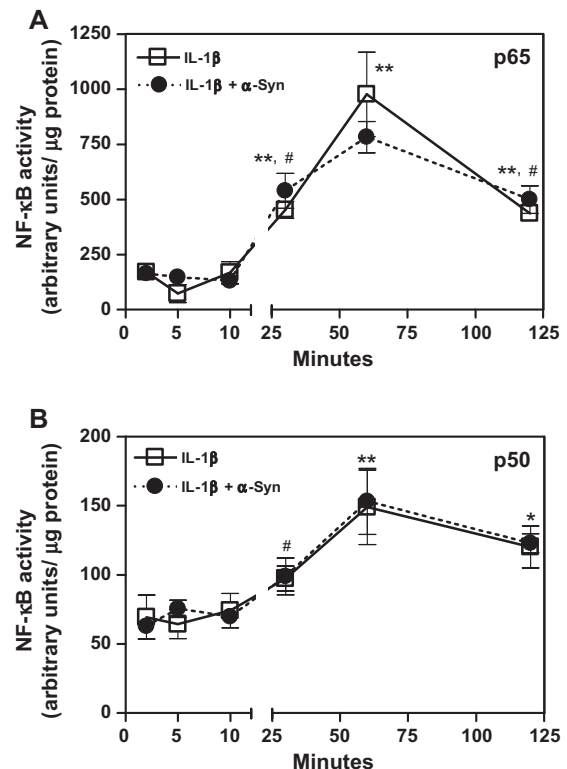 A
p65
IL-1β
IL-1β + α-Syn
NF-κB activity
(arbitrary units/ μg protein)
1250
1000
750
500
250
0
**
**, #
**, #
0 5 10 25 50 75 100 125
Minutes
B
p50
IL-1β
IL-1β + α-Syn
NF-κB activity
(arbitrary units/ μg protein)
200
150
100
50
0
**
#
*
0 5 10 25 50 75 100 125
Minutes